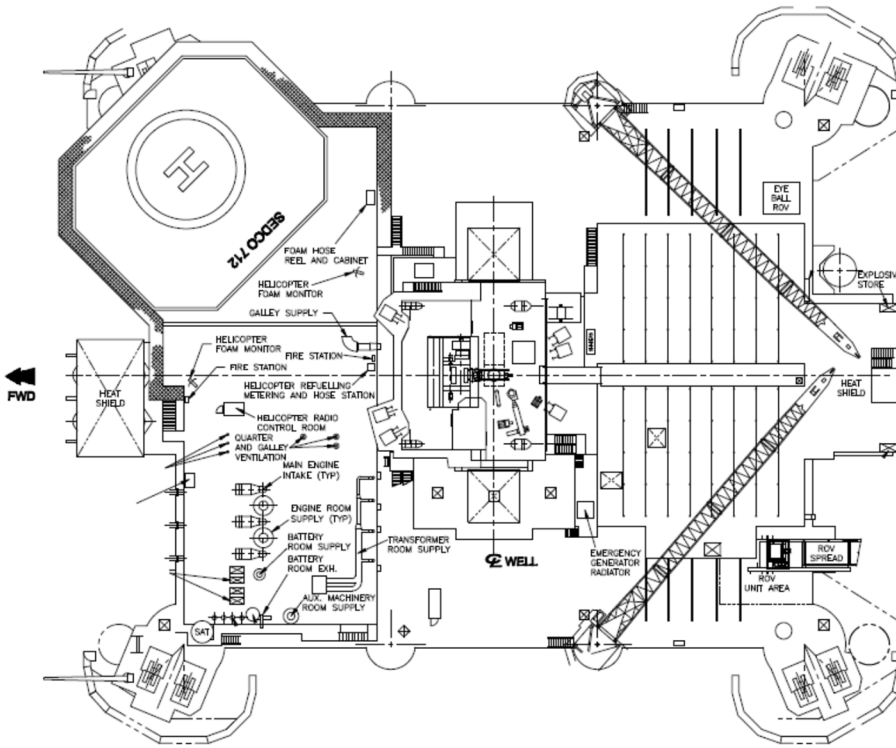 H
SEDCO 712
FOAM HOSE
REEL AND CABINET
HELICOPTER
FOAM MONITOR
GALLEY SUPPLY
HELICOPTER
FOAM MONITOR
FIRE STATION
FIRE STATION
HELICOPTER REFUELLING
METERING AND HOSE STATION
FWD
HEAT
SHIELD
HELICOPTER RADIO
CONTROL ROOM
QUARTER
AND GALLEY
VENTILATION
MAIN ENGINE
INTAKE (TYP)
ENGINE ROOM
SUPPLY (TYP)
BATTERY
ROOM SUPPLY
BATTERY
ROOM EXH.
TRANSFORMER
ROOM SUPPLY
AUX. MACHINERY
ROOM SUPPLY
SAT
WELL
EMERGENCY
GENERATOR
RADIATOR
EYE
BALL
ROV
EXPLOSIV
STORE
HEAT
SHIELD
ROV
SPREAD
ROV
UNIT AREA